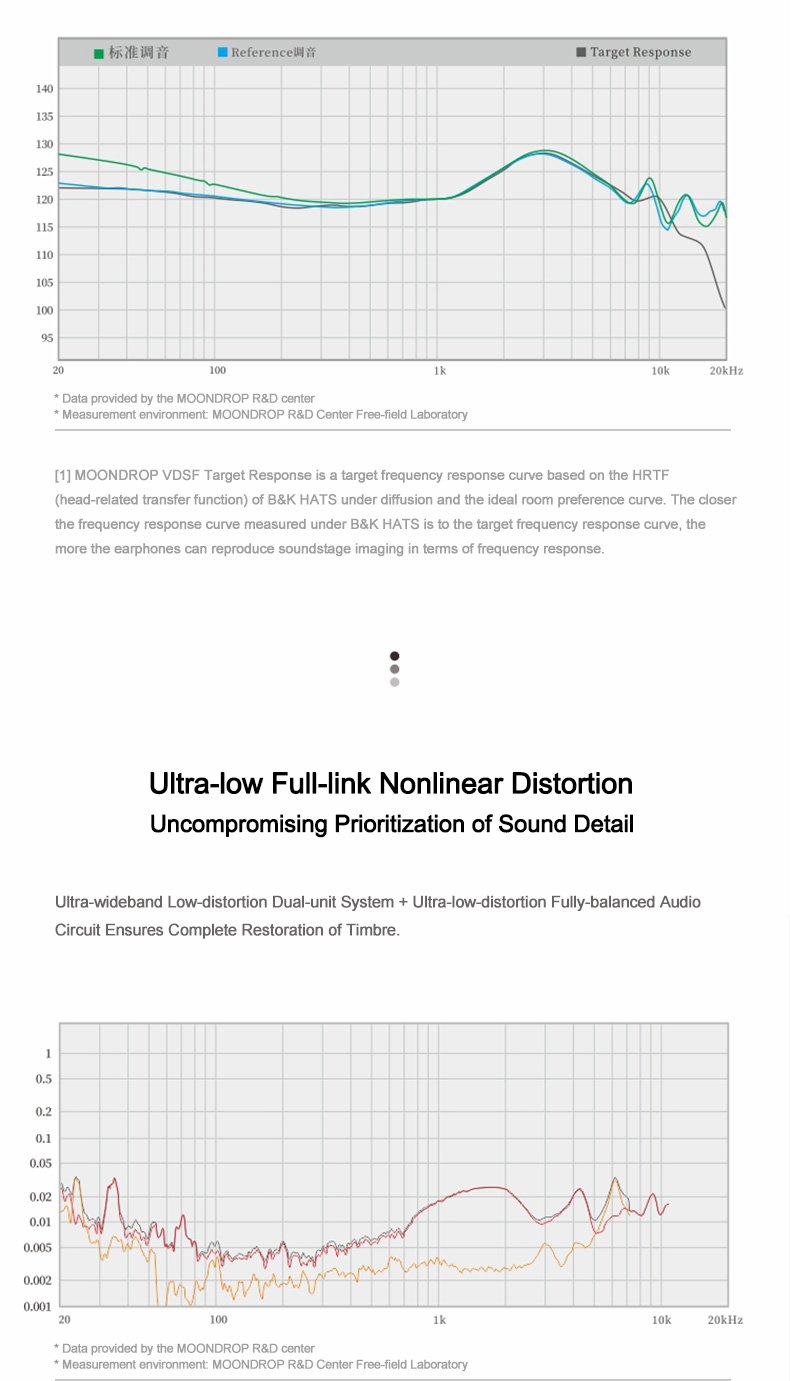 标准调音 Reference调音 Target Response
140
135
130
125
120
115
110
105
100
95
20 100 1k 10k 20kHz
* Data provided by the MOONDROP R&D center
* Measurement environment: MOONDROP R&D Center Free-field Laboratory
[1] MOONDROP VDSF Target Response is a target frequency response curve based on the HRTF
(head-related transfer function) of B&K HATS under diffusion and the ideal room preference curve. The closer
the frequency response curve measured under B&K HATS is to the target frequency response curve, the
more the earphones can reproduce soundstage imaging in terms of frequency response.
Ultra-low Full-link Nonlinear Distortion
Uncompromising Prioritization of Sound Detail
Ultra-wideband Low-distortion Dual-unit System + Ultra-low-distortion Fully-balanced Audio
Circuit Ensures Complete Restoration of Timbre.
1
0.5
0.2
0.1
0.05
0.02
0.01
0.005
0.002
0.001
20 100 1k 10k 20kHz
* Data provided by the MOONDROP R&D center
* Measurement environment: MOONDROP R&D Center Free-field Laboratory